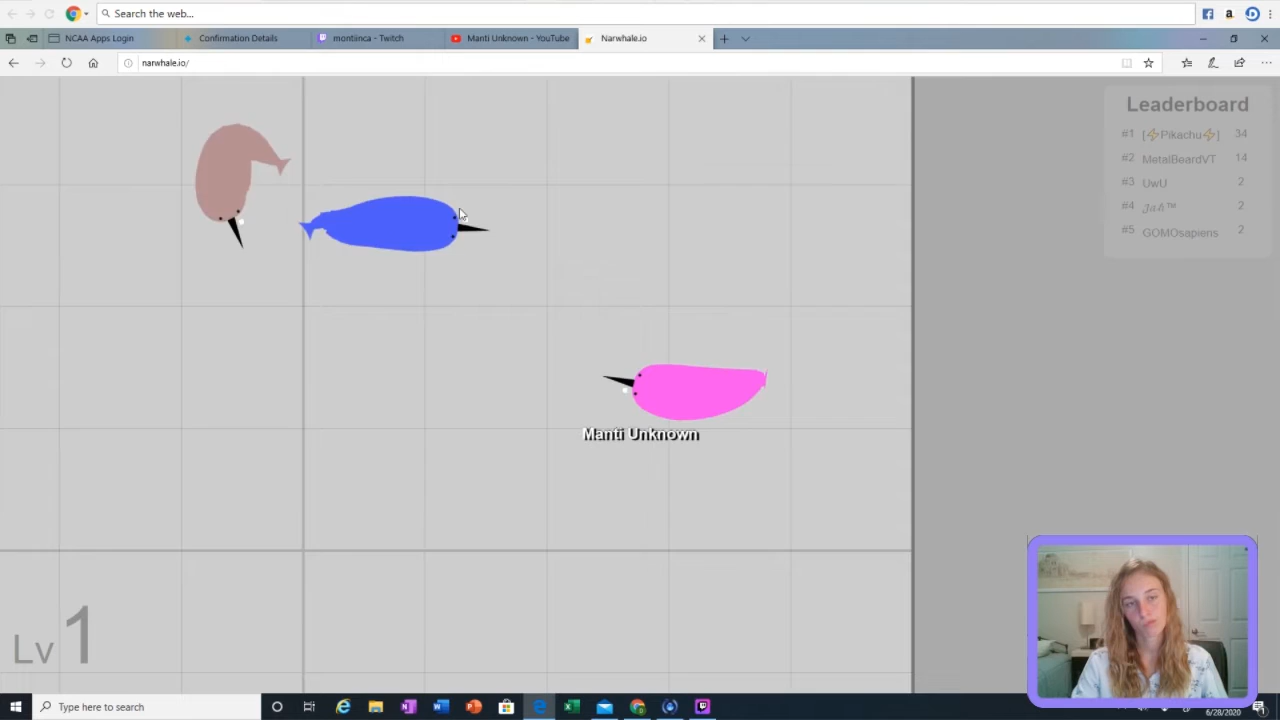 Search the web...
NCAA Apps Login
Confirmation Details
montiinca - Twitch
Manti Unknown - YouTube
Narwhale.io
narwhale.io/
Leaderboard
#1 [⚡Pikachu⚡] 34
#2 MetalBeardVT 14
#3 UwU 2
#4 Jah™ 2
#5 GOMOsapiens 2
Manti Unknown
Lv 1
Type here to search
6/28/2020